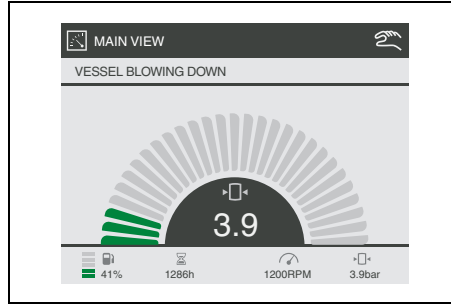 MAIN VIEW
VESSEL BLOWING DOWN
3.9
41% 1286h 1200RPM 3.9bar